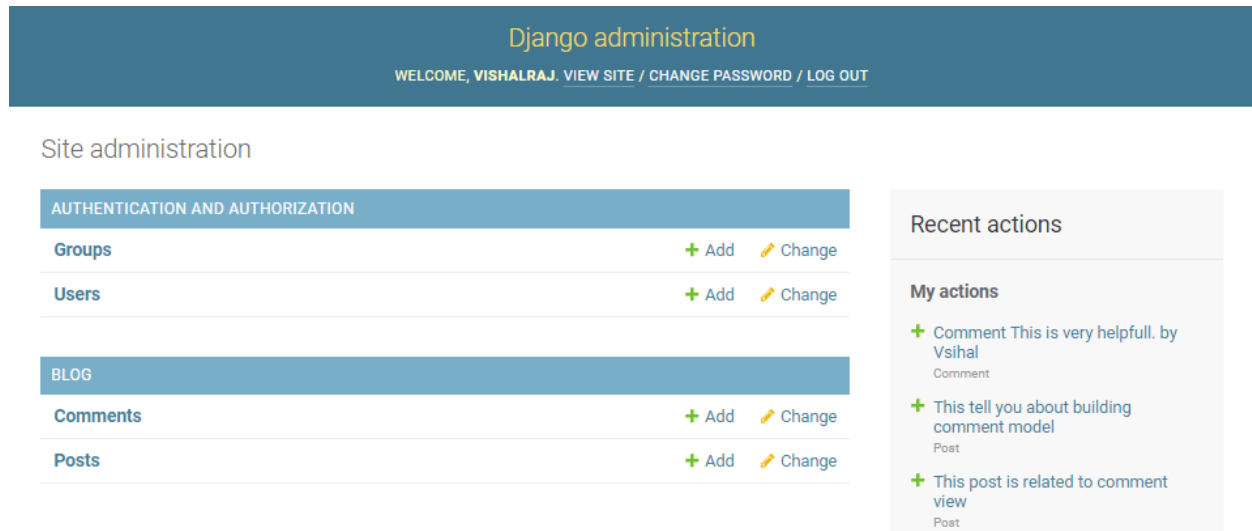 Django administration
WELCOME, VISHALRAJ. VIEW SITE / CHANGE PASSWORD / LOG OUT
Site administration
AUTHENTICATION AND AUTHORIZATION
Groups + Add Change
Users + Add Change
BLOG
Comments + Add Change
Posts + Add Change
Recent actions
My actions
+ Comment This is very helpfull. by
Vsihal
Comment
+ This tell you about building
comment model
Post
+ This post is related to comment
view
Post